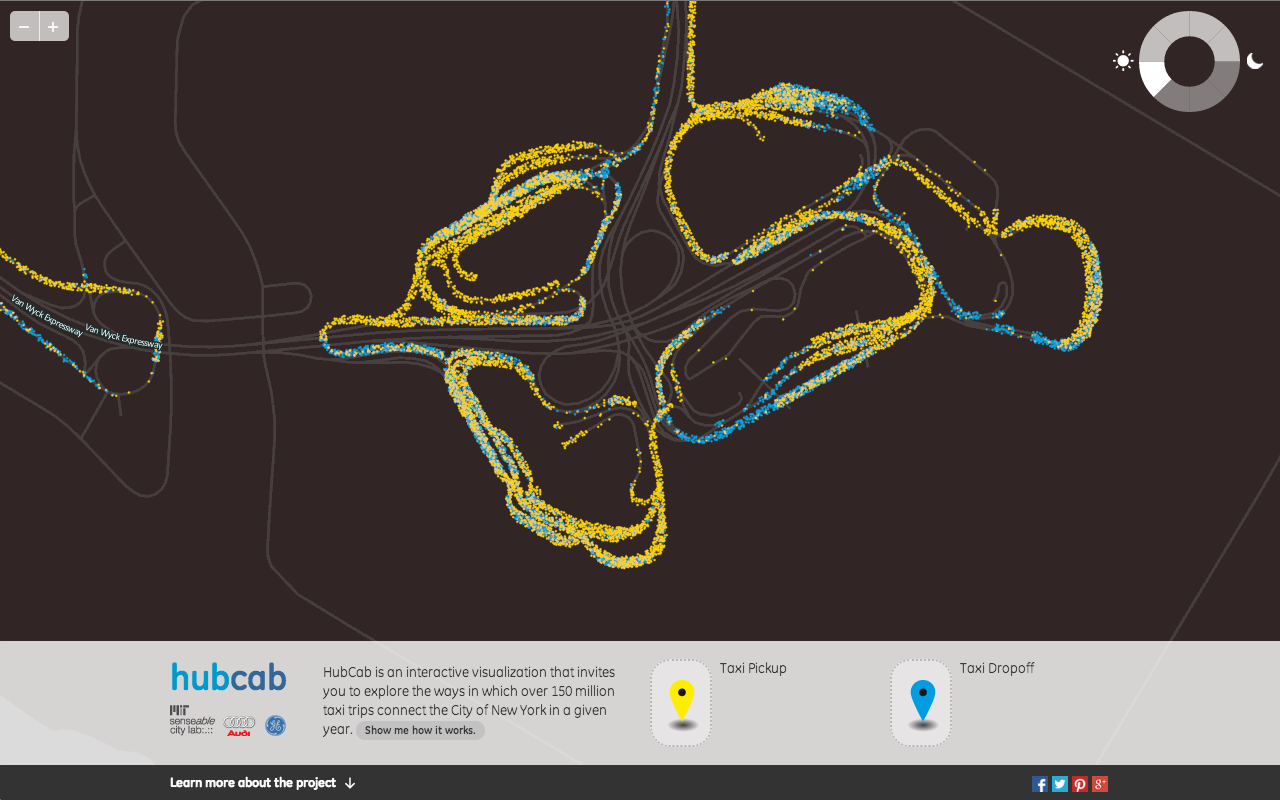 Van Wyck Expressway
Van Wyck Expressway
hubcab
MIT
senseable
city lab:.::
Audi
GE
HubCab is an interactive visualization that invites
you to explore the ways in which over 150 million
taxi trips connect the City of New York in a given
year. Show me how it works.
Taxi Pickup
Taxi Dropoff
Learn more about the project ↓
f
g+